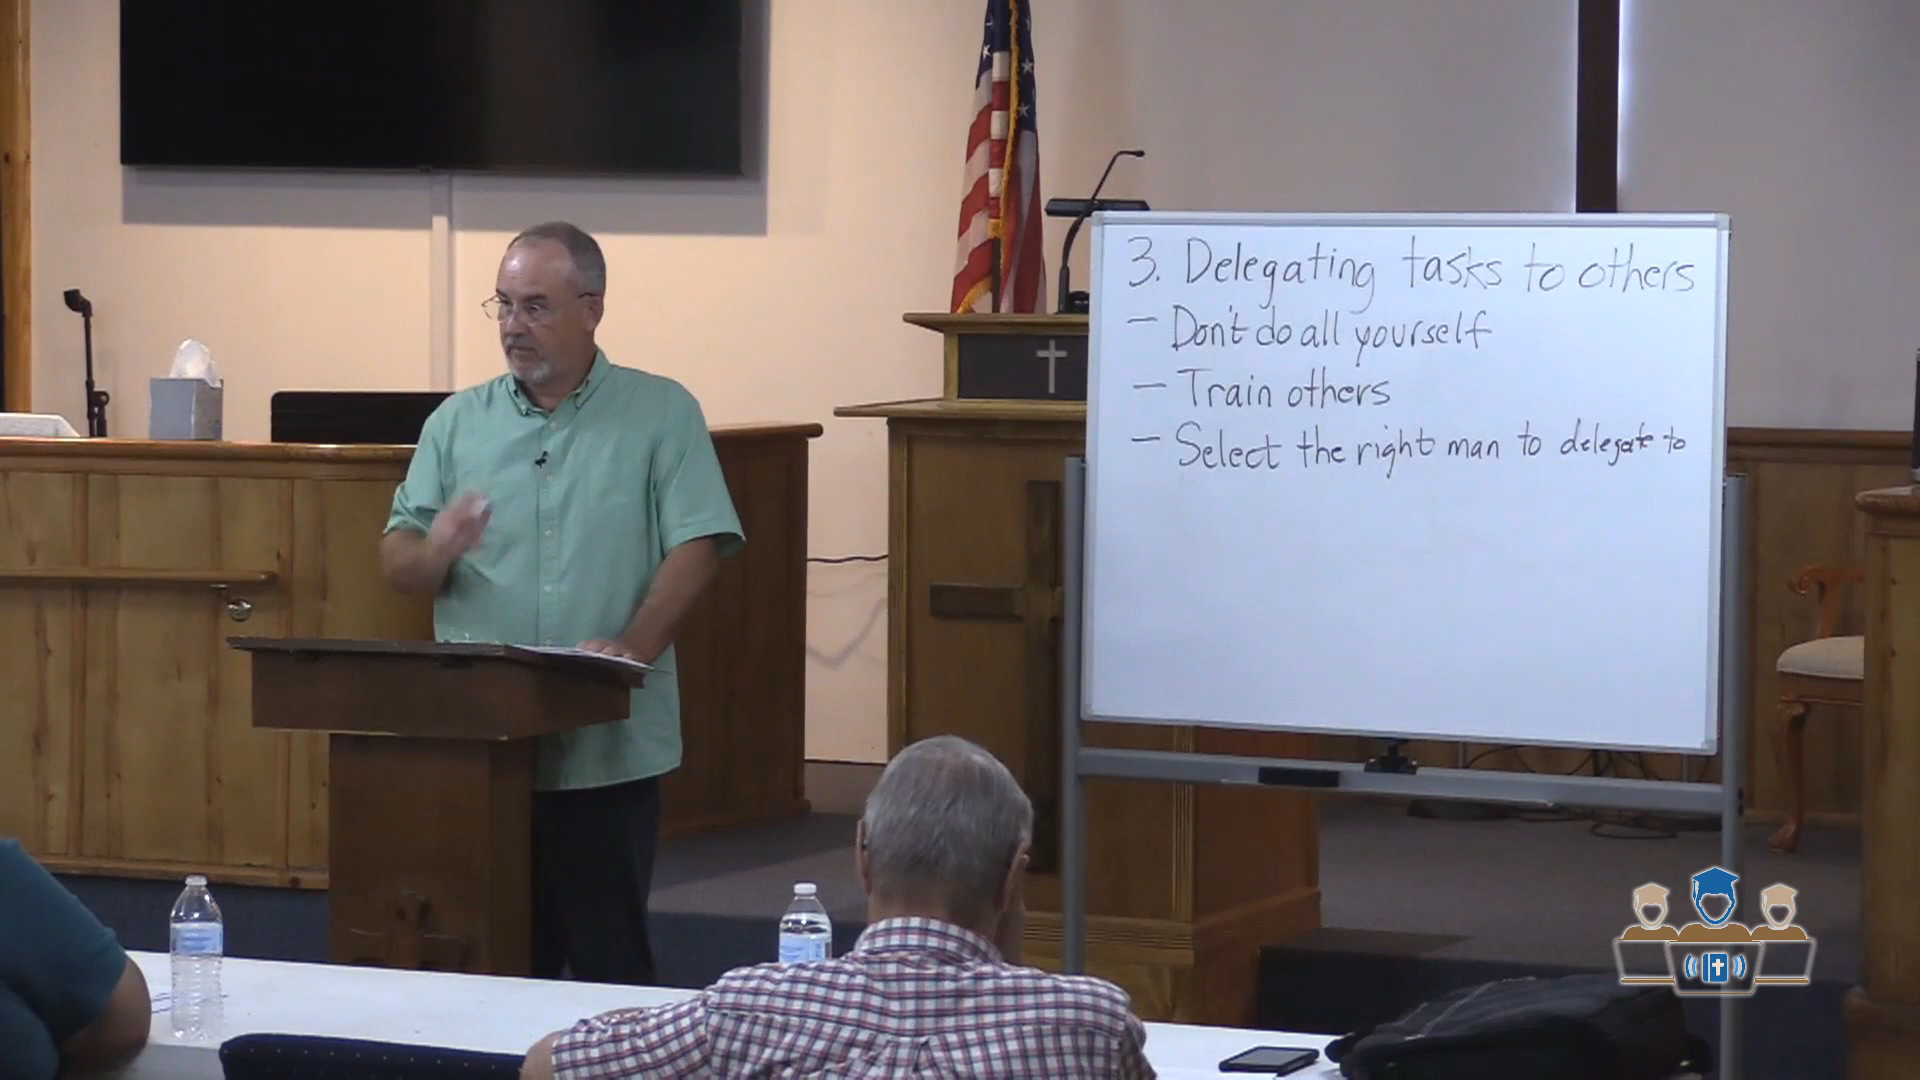 3. Delegating tasks to others
- Don't do all yourself
- Train others
- Select the right man to delegate to